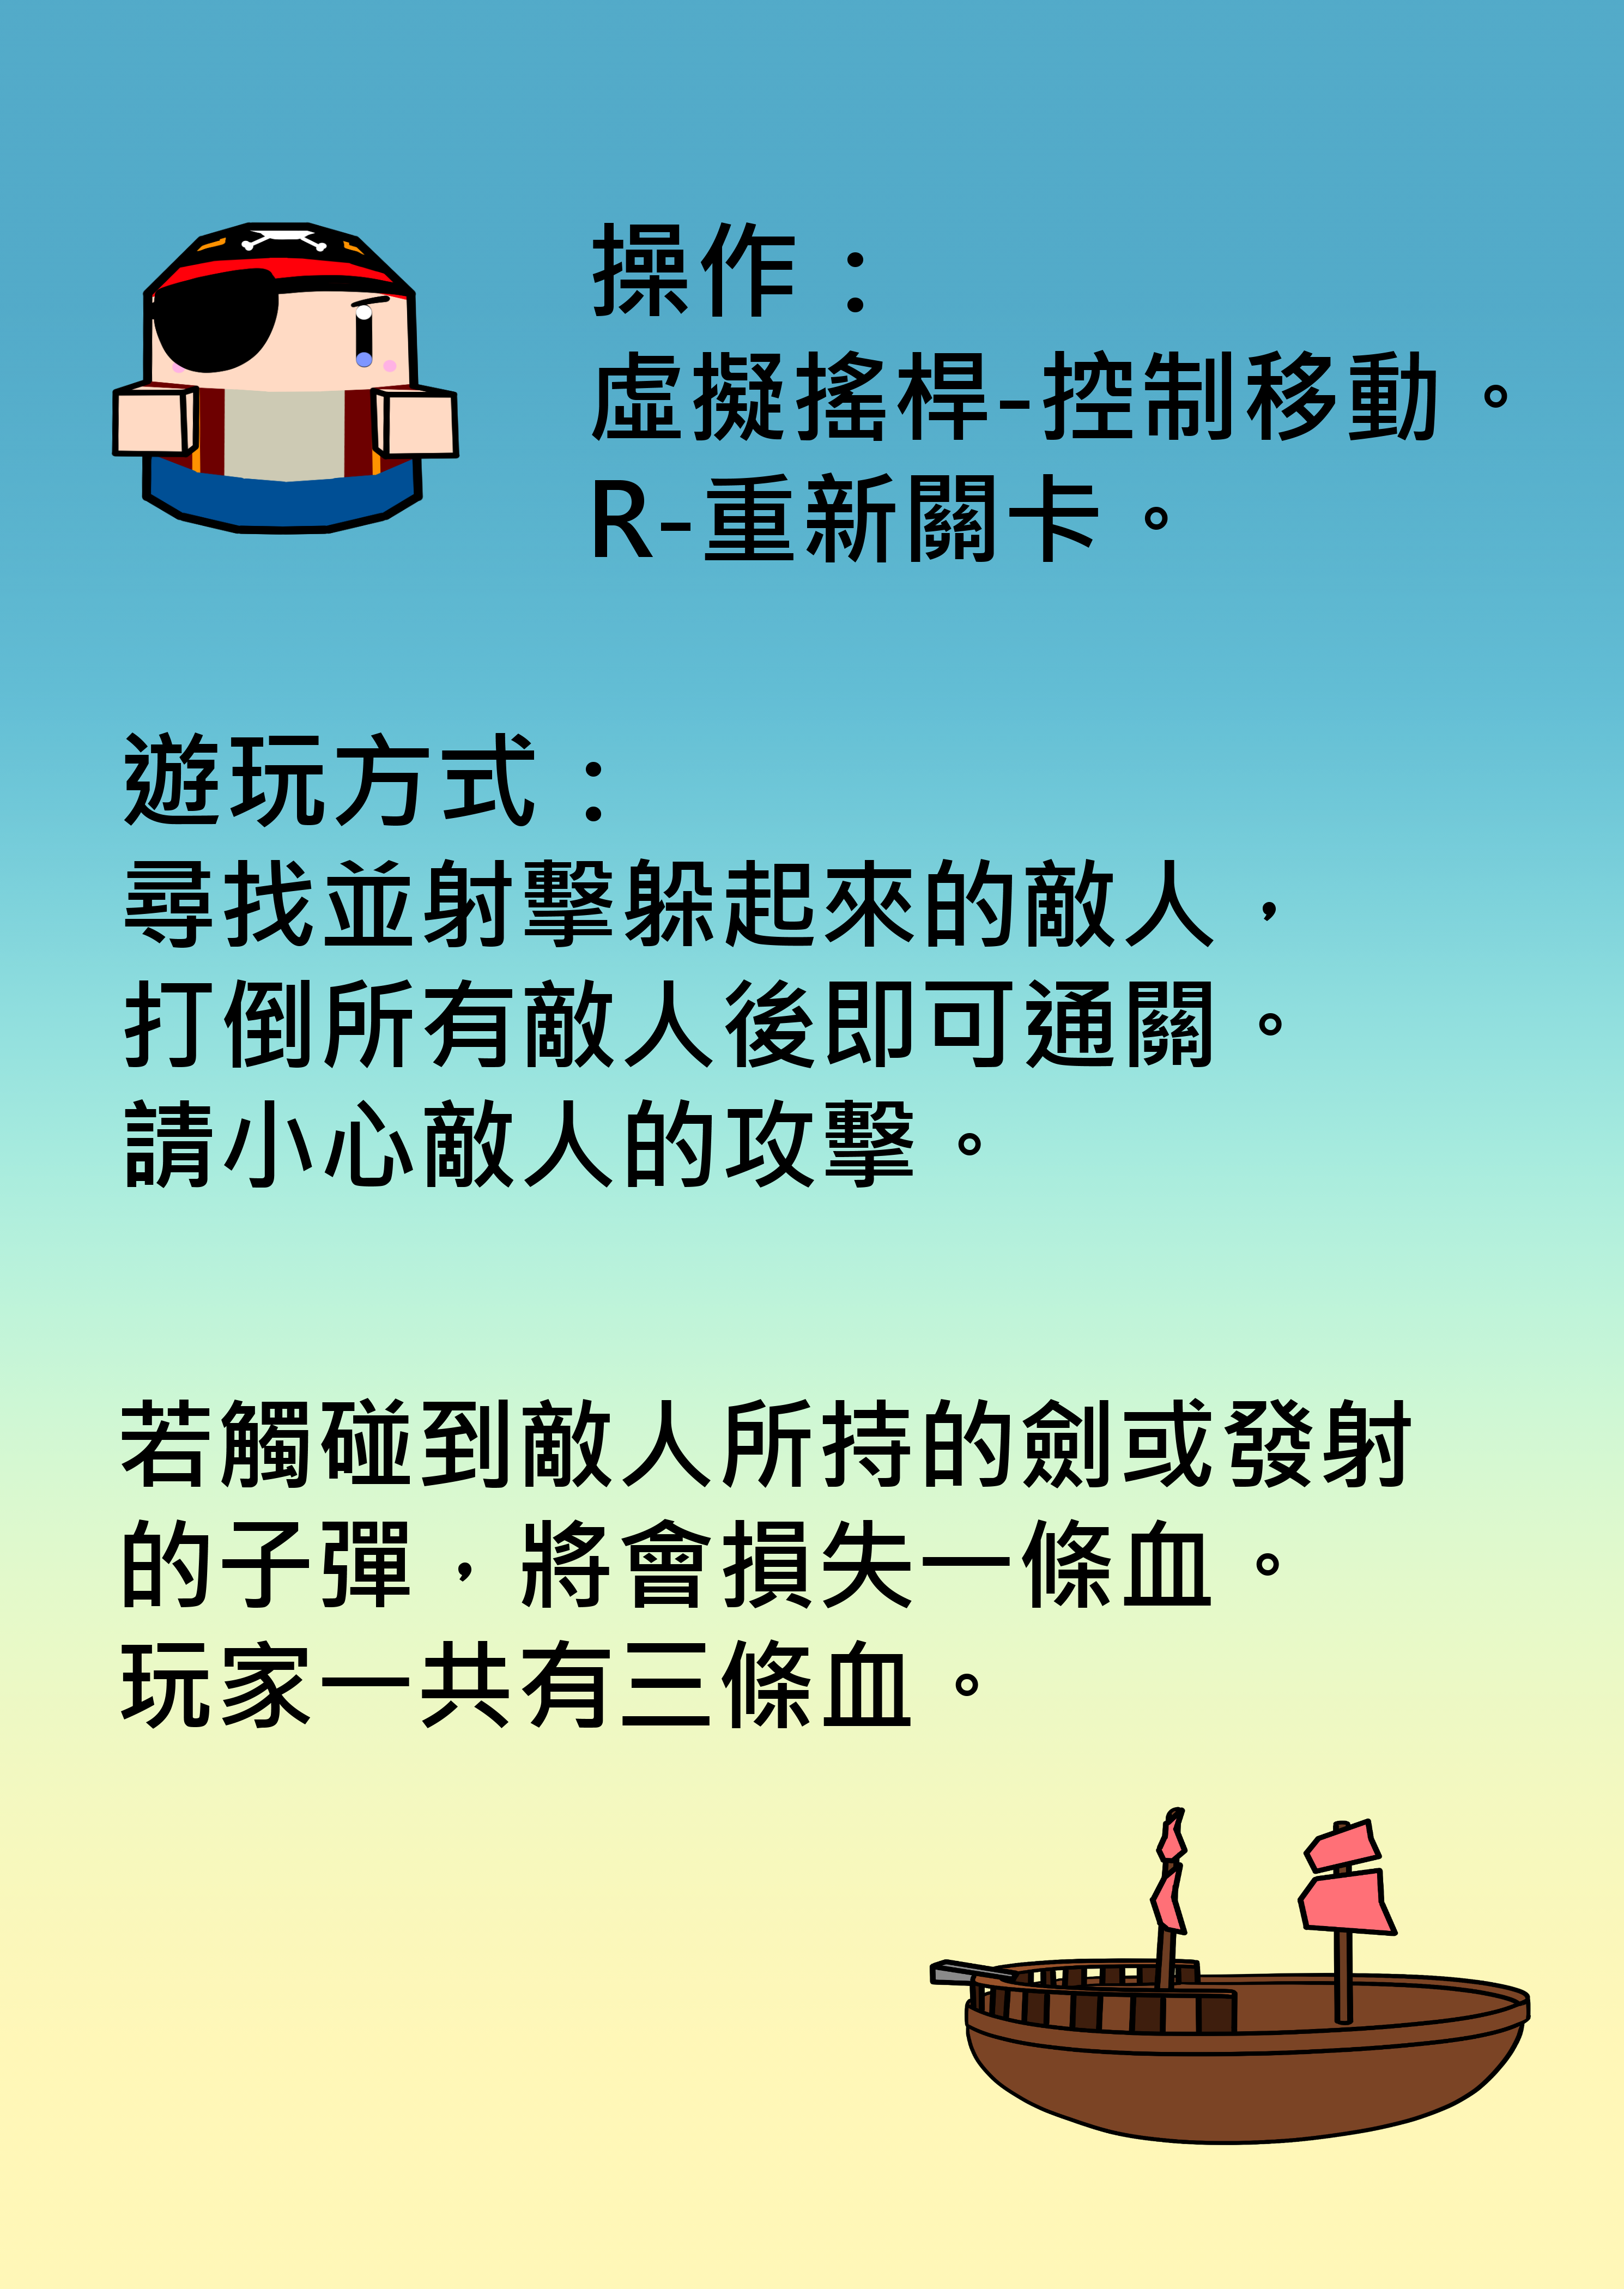 操作：
虛擬搖桿-控制移動。
R-重新關卡。
遊玩方式：
尋找並射擊躲起來的敵人，
打倒所有敵人後即可通關。
請小心敵人的攻擊。
若觸碰到敵人所持的劍或發射
的子彈，將會損失一條血。
玩家一共有三條血。